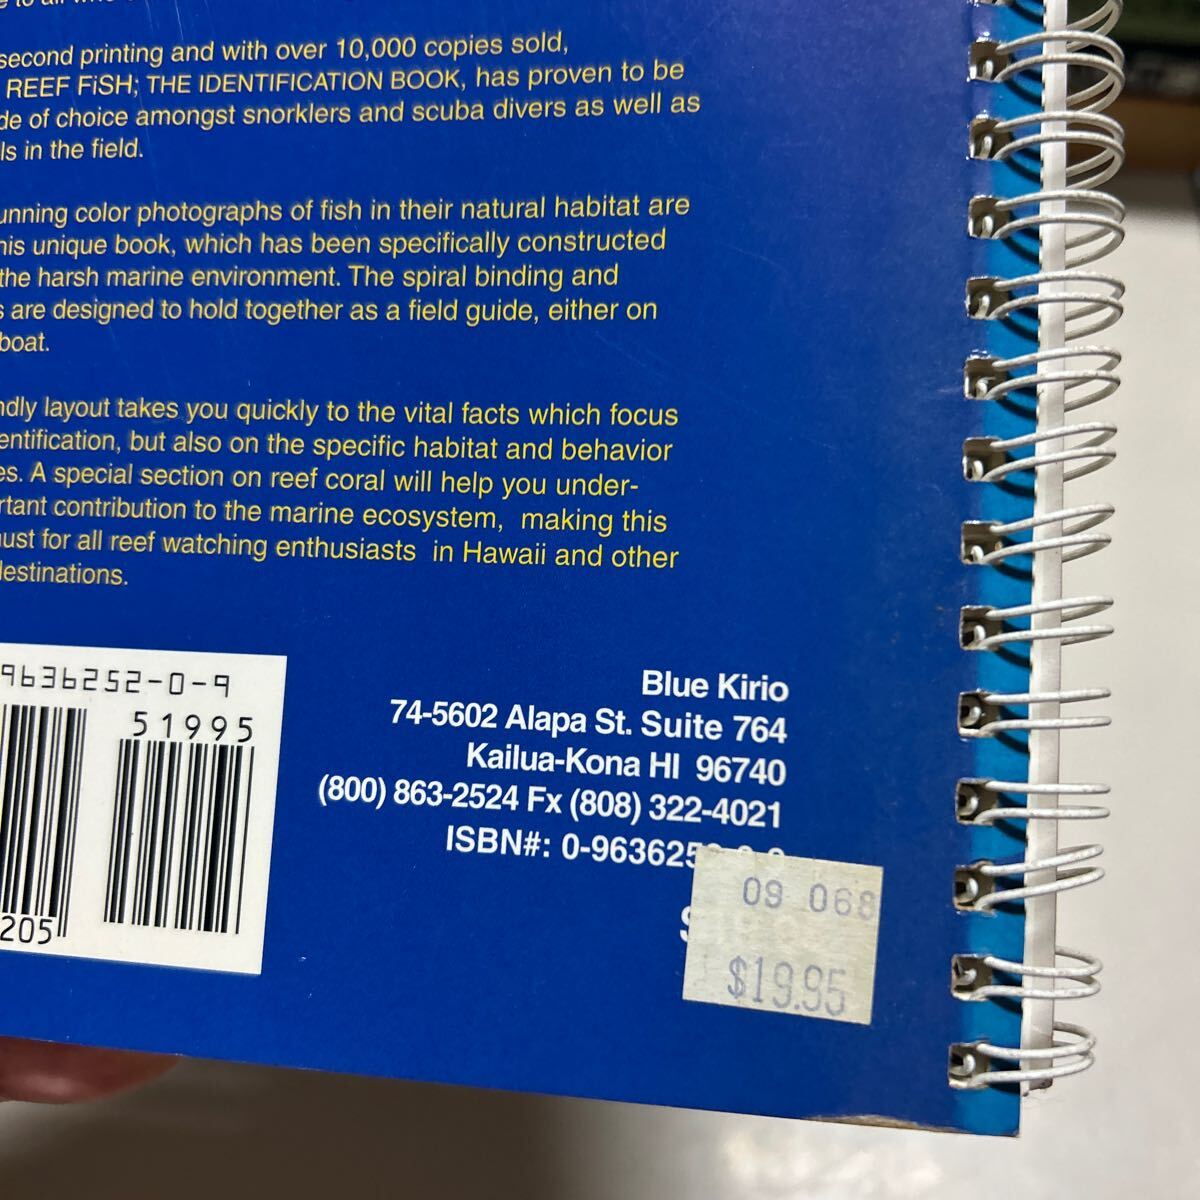 second printing and with over 10,000 copies sold,
REEF FiSH; THE IDENTIFICATION BOOK, has proven to be
de of choice amongst snorklers and scuba divers as well as
ls in the field.
unning color photographs of fish in their natural habitat are
his unique book, which has been specifically constructed
the harsh marine environment. The spiral binding and
s are designed to hold together as a field guide, either on
boat.
ndly layout takes you quickly to the vital facts which focus
entification, but also on the specific habitat and behavior
es. A special section on reef coral will help you under-
rtant contribution to the marine ecosystem, making this
ust for all reef watching enthusiasts in Hawaii and other
destinations.
9636252-0-9
51995
205
Blue Kirio
74-5602 Alapa St. Suite 764
Kailua-Kona HI 96740
(800) 863-2524 Fx (808) 322-4021
ISBN#: 0-963625
09 068
$19.95